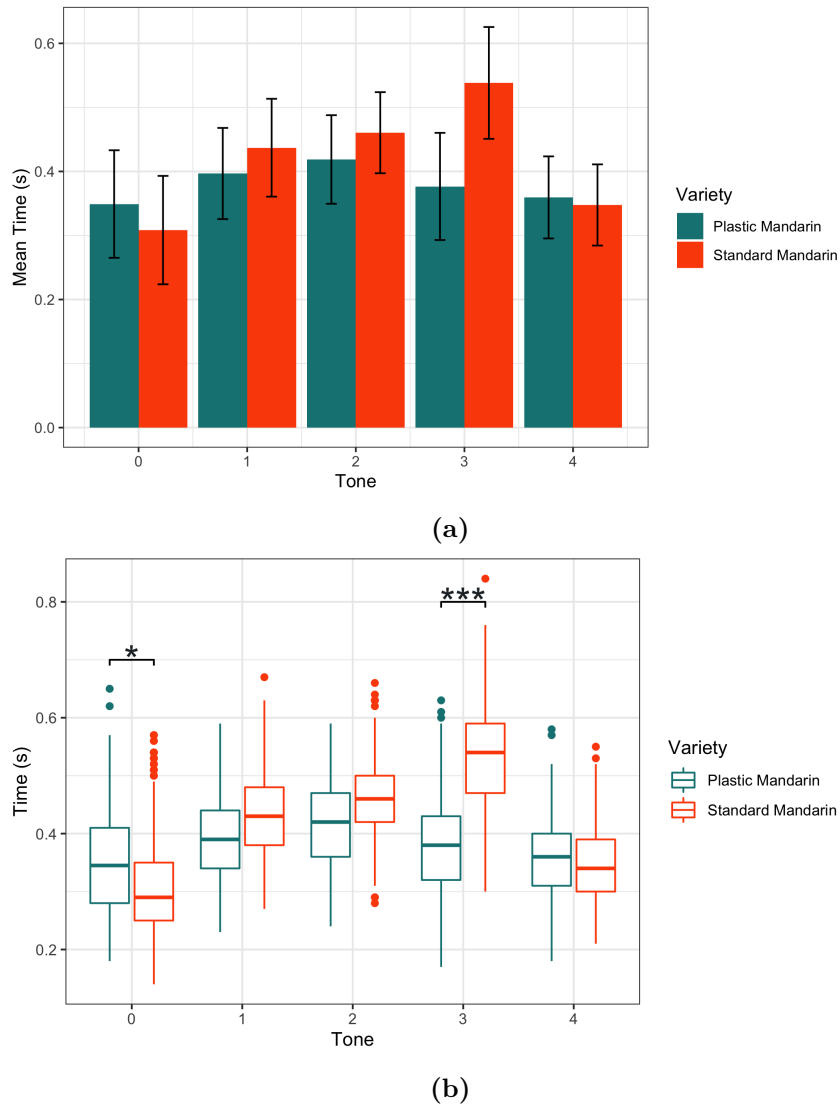 0.6
0.4
0.2
0.0
Mean Time (s)
0 1 2 3 4
Tone
Variety
Plastic Mandarin
Standard Mandarin
(a)
0.8
0.6
0.4
0.2
Time (s)
*
***
0 1 2 3 4
Tone
Variety
Plastic Mandarin
Standard Mandarin
(b)